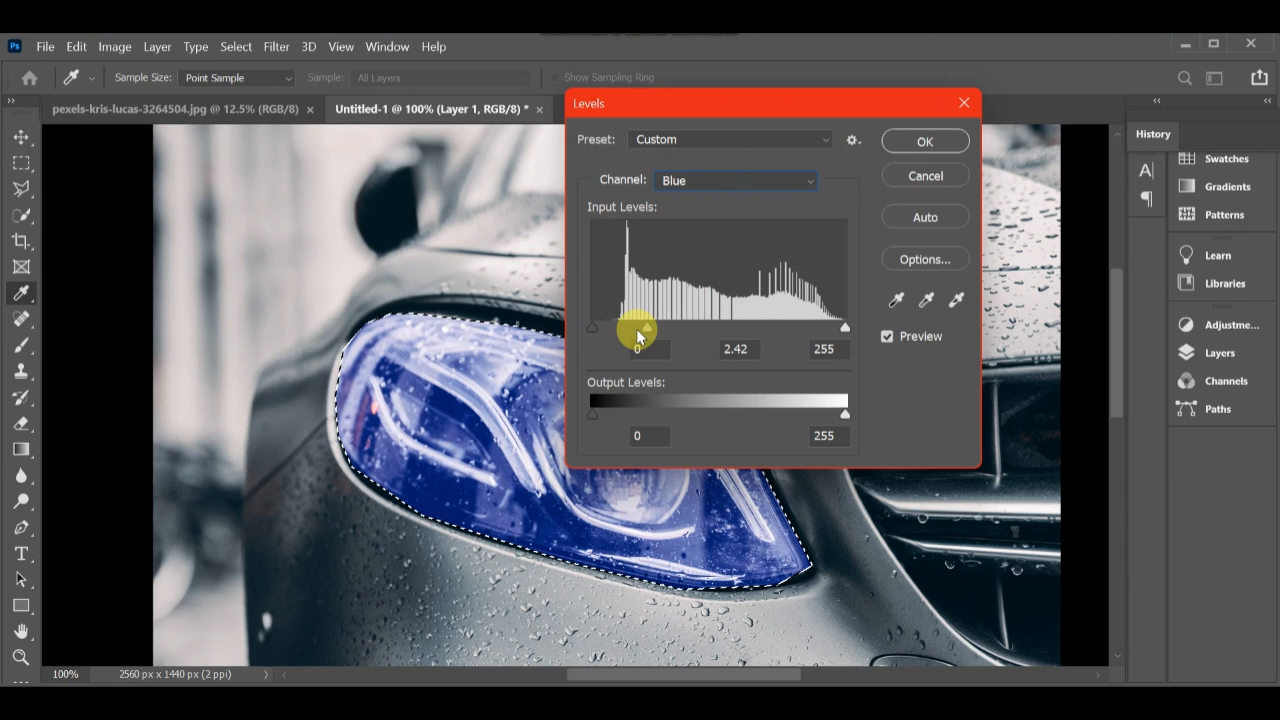 Ps File Edit Image Layer Type Select Filter 3D View Window Help
Sample Size: Point Sample Sample: All Layers Show Sampling Ring
pexels-kris-lucas-3264504.jpg @ 12.5% (RGB/8) × Untitled-1 @ 100% (Layer 1, RGB/8) * ×
Levels
Preset: Custom
OK
Channel: Blue
Cancel
Input Levels:
Auto
Options...
Preview
0 2.42 255
Output Levels:
0 255
History
Swatches
Gradients
Patterns
Learn
Libraries
Adjustme...
Layers
Channels
Paths
100% 2560 px x 1440 px (2 ppi)